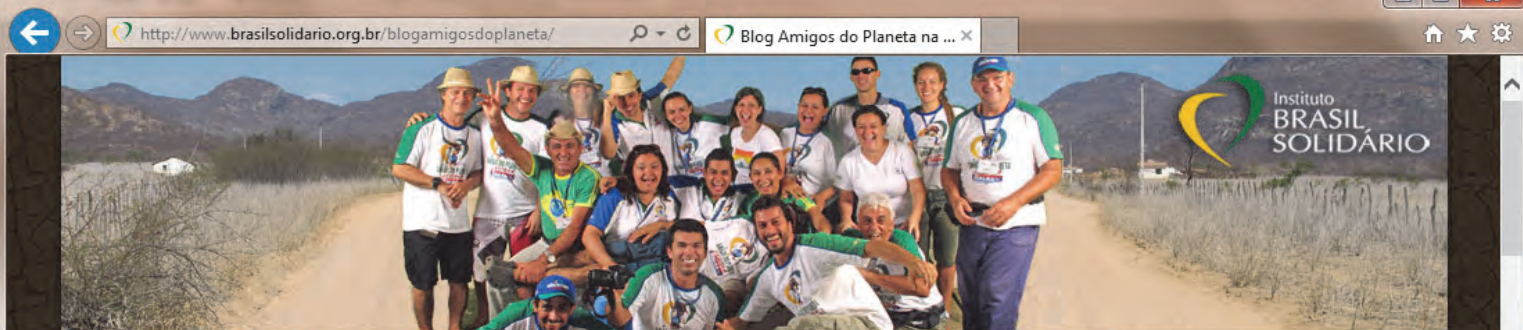 http://www.brasilsolidario.org.br/blogamigosdoplaneta/
Blog Amigos do Planeta na ...
Instituto
BRASIL
SOLIDÁRIO